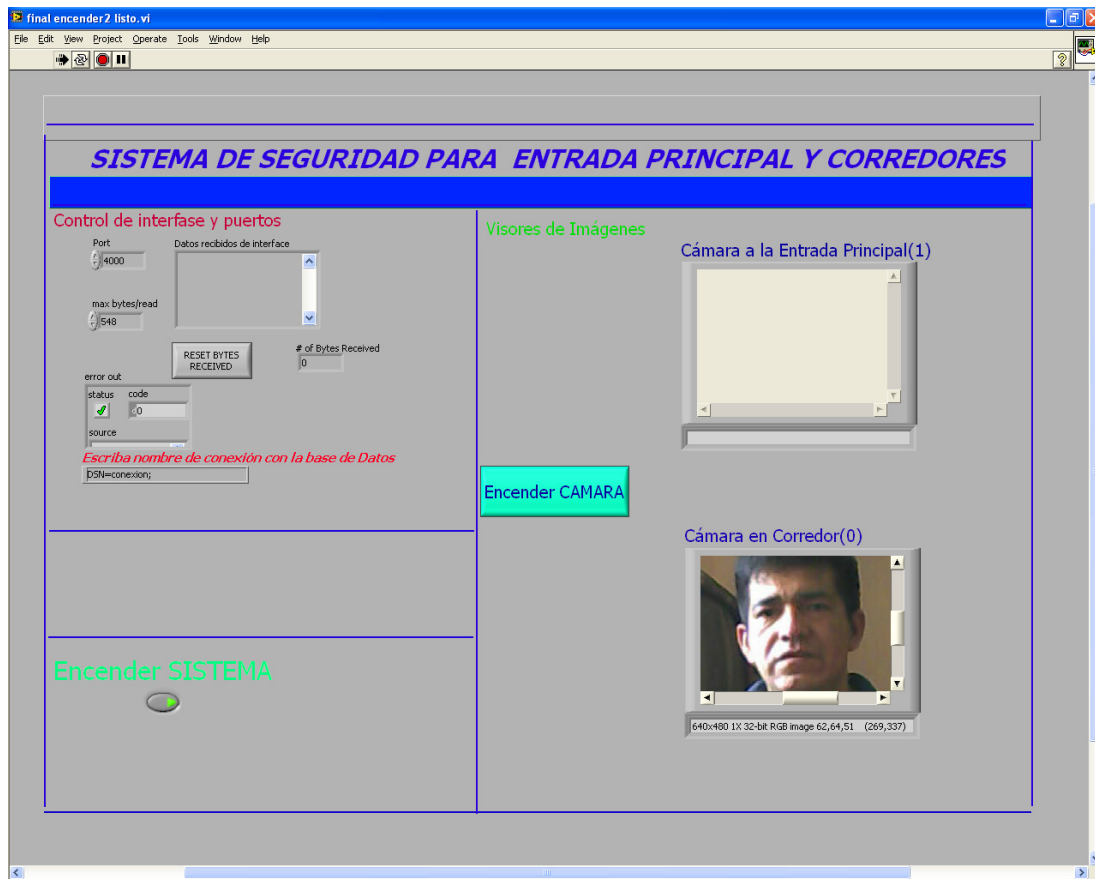 final encender2 listo.vi
File Edit View Project Operate Tools Window Help
SISTEMA DE SEGURIDAD PARA ENTRADA PRINCIPAL Y CORREDORES
Control de interfase y puertos
Port
4000
Datos recibidos de interface
max bytes/read
548
RESET BYTES
RECEIVED
# of Bytes Received
0
error out
status code
0
source
Escriba nombre de conexión con la base de Datos
DSN=conexion;
Encender SISTEMA
Visores de Imágenes
Cámara a la Entrada Principal(1)
Encender CAMARA
Cámara en Corredor(0)
640x480 1X 32-bit RGB image 62,64,51 (269,337)